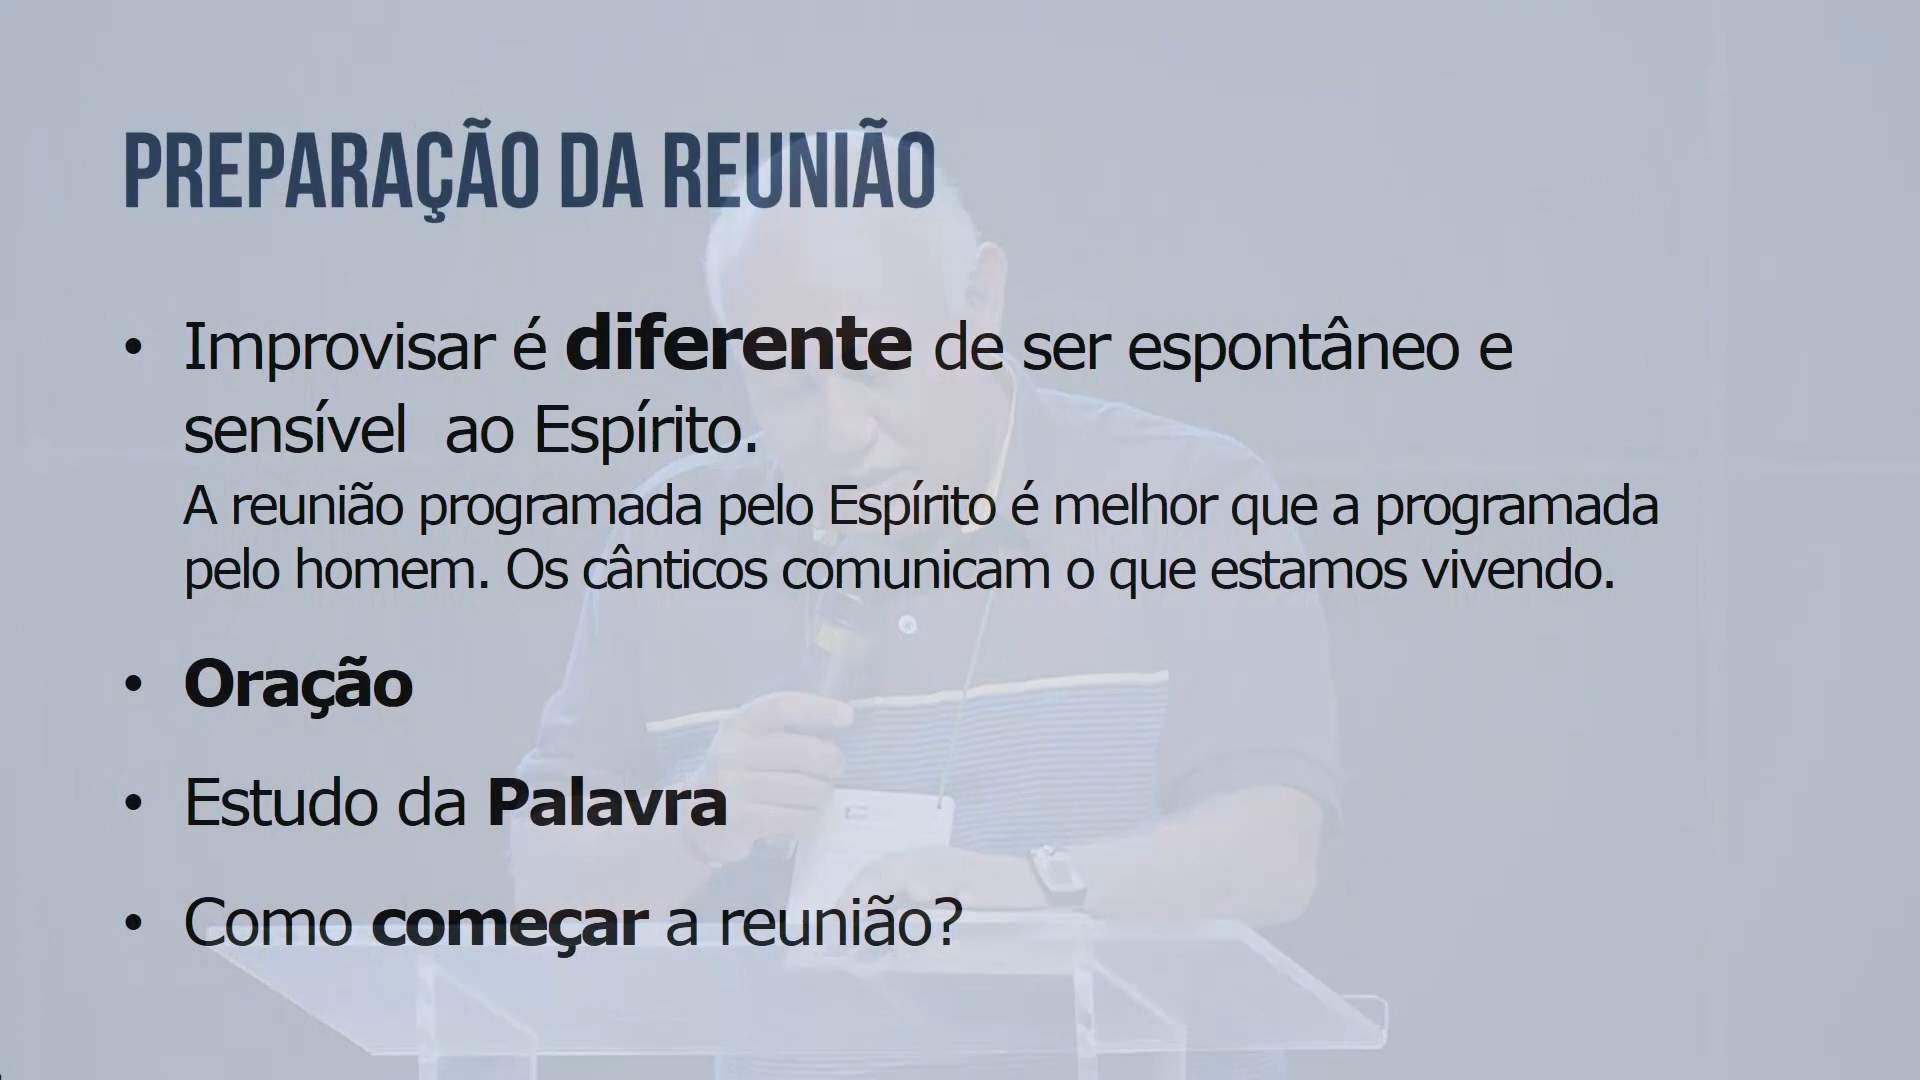 PREPARAÇÃO DA REUNIÃO
• Improvisar é diferente de ser espontâneo e
sensível ao Espírito.
A reunião programada pelo Espírito é melhor que a programada
pelo homem. Os cânticos comunicam o que estamos vivendo.
• Oração
• Estudo da Palavra
• Como começar a reunião?